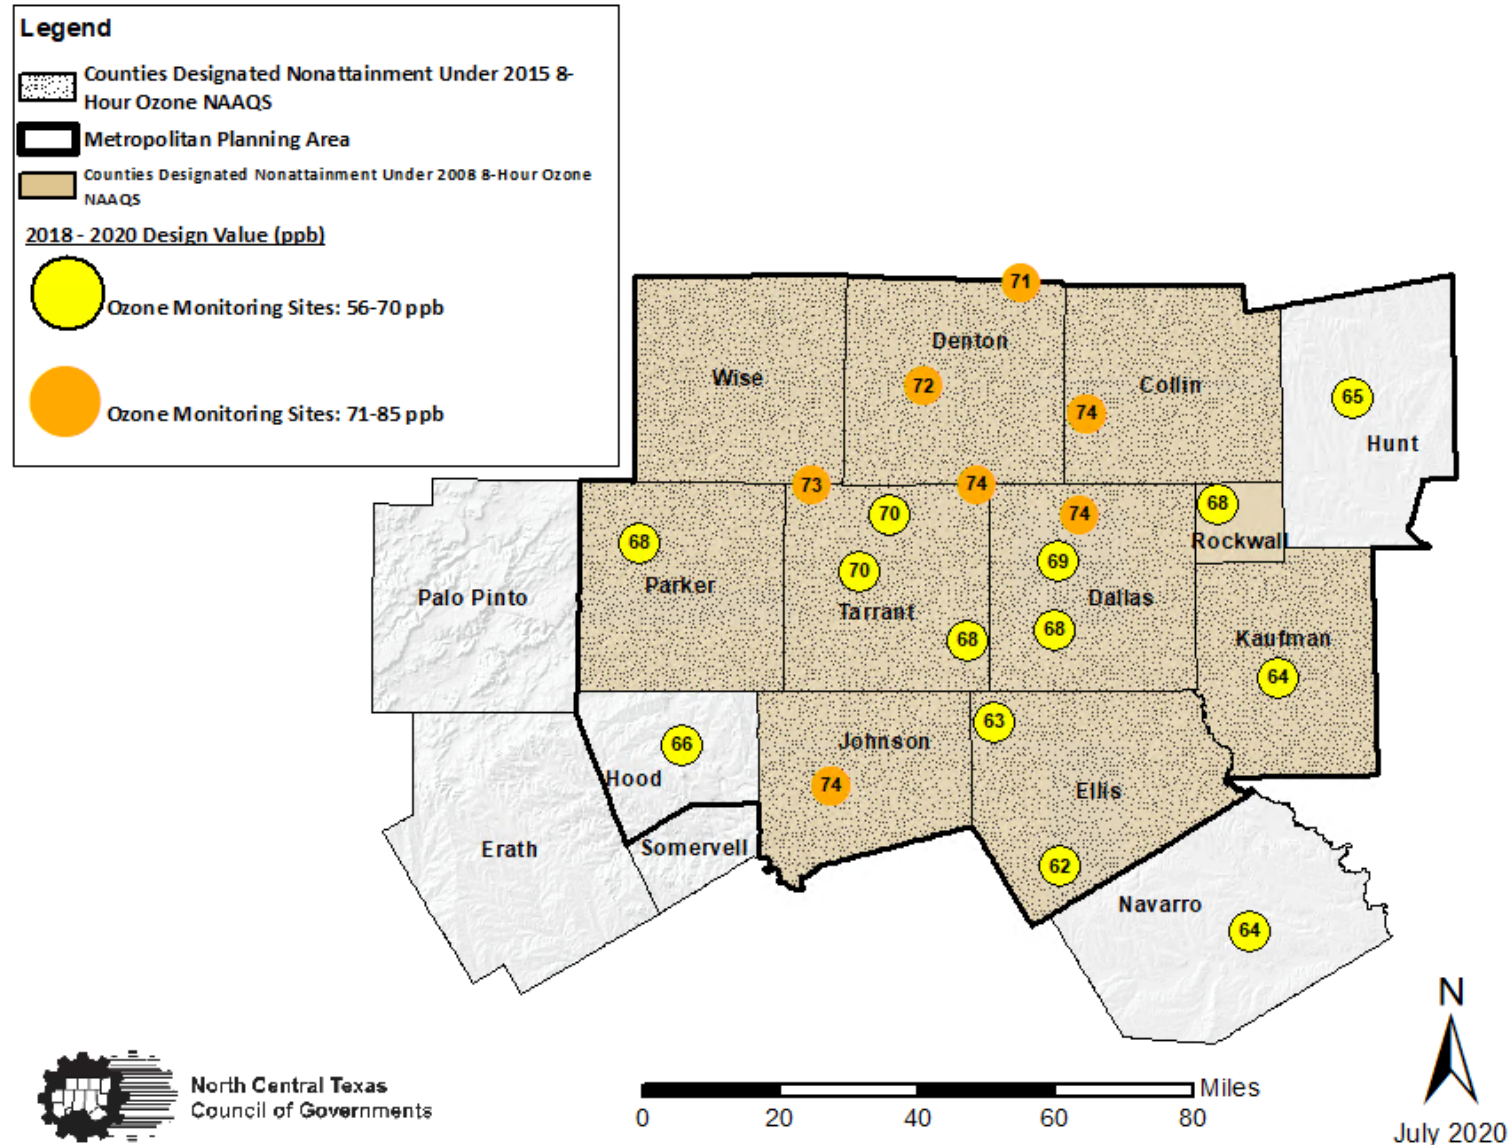 Legend
Counties Designated Nonattainment Under 2015 8-
Hour Ozone NAAQS
Metropolitan Planning Area
Counties Designated Nonattainment Under 2008 8-Hour Ozone
NAAQS
2018 - 2020 Design Value (ppb)
Ozone Monitoring Sites: 56-70 ppb
Ozone Monitoring Sites: 71-85 ppb
71
Denton
Wise
72
Collin
65
74
Hunt
73
74
70
74
68
68
Rockwall
69
70
Parker
Palo Pinto
Tarrant
Dallas
68
68
Kaufman
64
63
Johnson
66
Hood
74
Ellis
Erath
Somervell
62
Navarro
64
N
North Central Texas
Council of Governments
Miles
0 20 40 60 80
July 2020